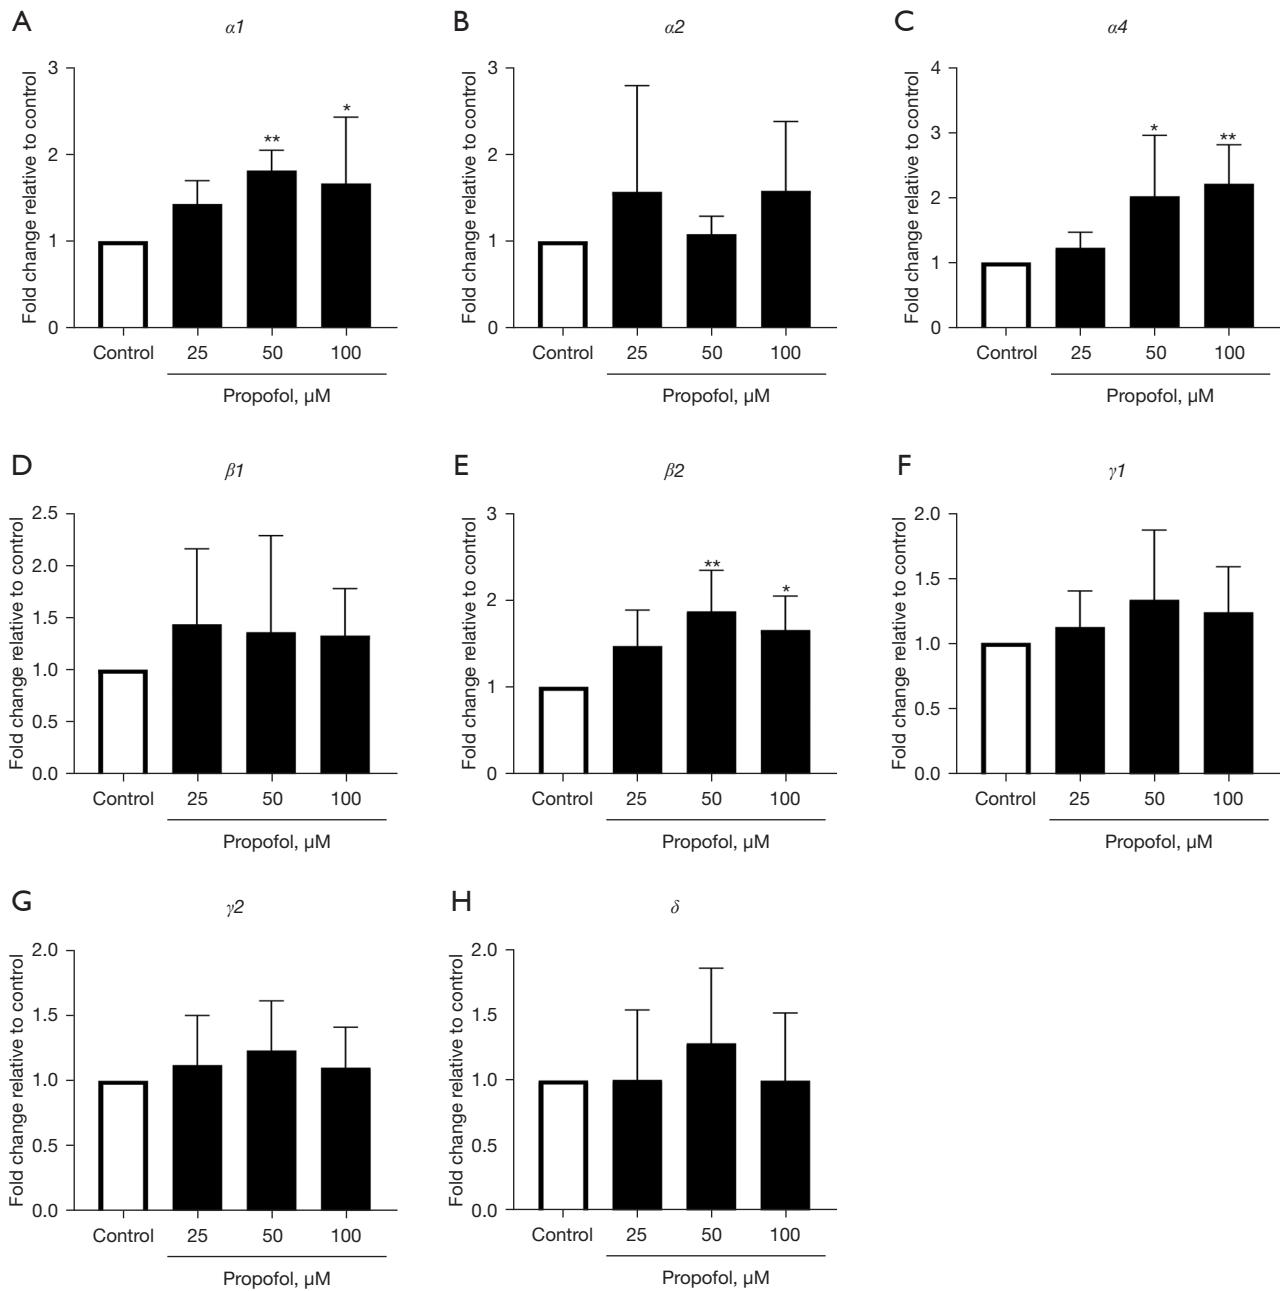 A
α1
Fold change relative to control
3
2
1
0
**
*
Control 25 50 100
Propofol, μM
B
α2
Fold change relative to control
3
2
1
0
Control 25 50 100
Propofol, μM
C
α4
Fold change relative to control
4
3
2
1
0
*
**
Control 25 50 100
Propofol, μM
D
β1
Fold change relative to control
2.5
2.0
1.5
1.0
0.5
0.0
Control 25 50 100
Propofol, μM
E
β2
Fold change relative to control
3
2
1
0
**
*
Control 25 50 100
Propofol, μM
F
γ1
Fold change relative to control
2.0
1.5
1.0
0.5
0.0
Control 25 50 100
Propofol, μM
G
γ2
Fold change relative to control
2.0
1.5
1.0
0.5
0.0
Control 25 50 100
Propofol, μM
H
δ
Fold change relative to control
2.0
1.5
1.0
0.5
0.0
Control 25 50 100
Propofol, μM